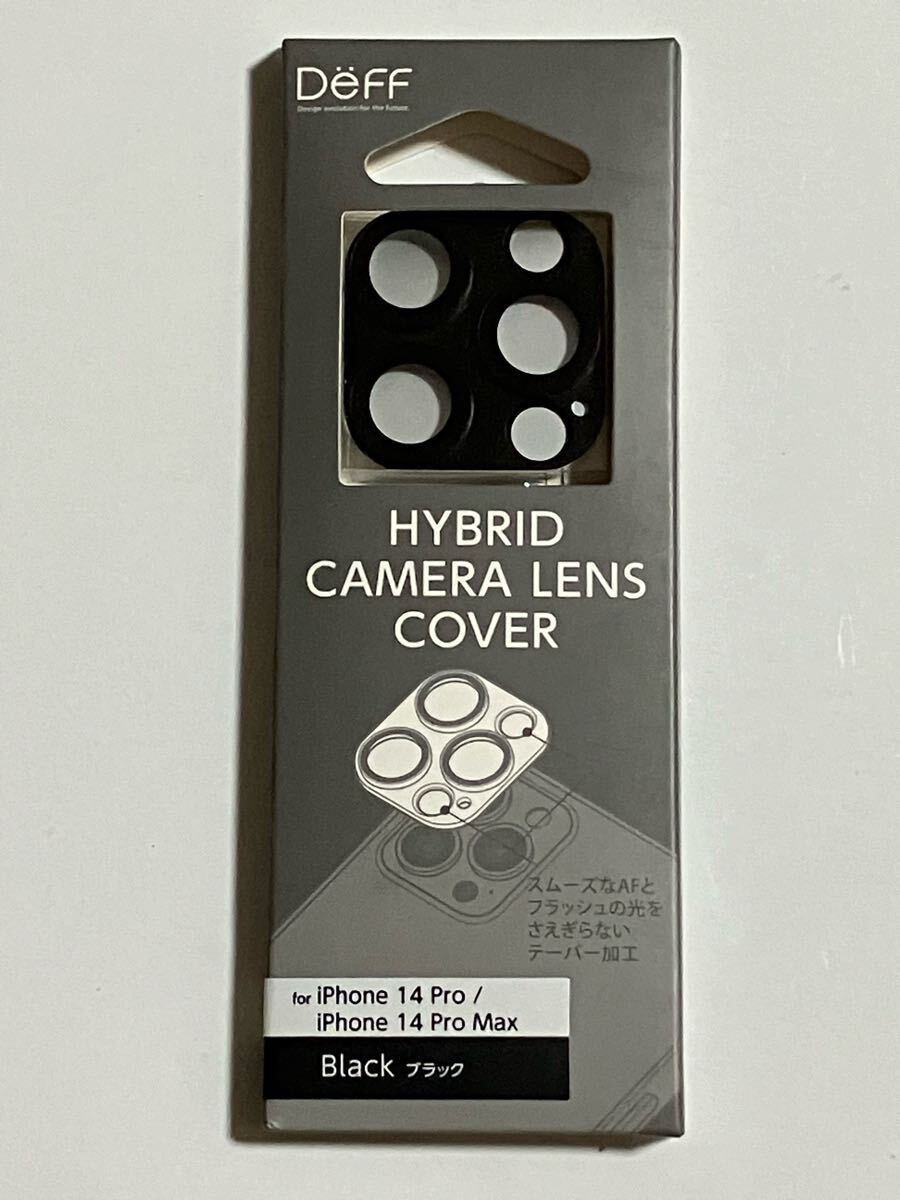 DëFF
Design evolution for the future.
HYBRID
CAMERA LENS
COVER
スムーズなAFと
フラッシュの光を
さえぎらない
テーパー加工
for iPhone 14 Pro /
iPhone 14 Pro Max
Black ブラック